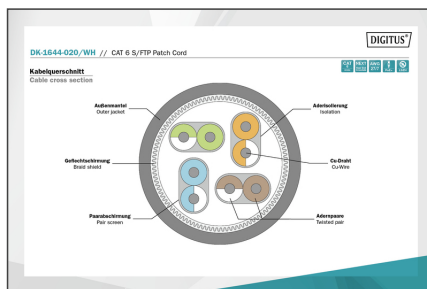 DIGITUS®
DK-1644-020/WH // CAT 6 S/FTP Patch Cord
Kabelquerschnitt
Cable cross section
Außenmantel
Outer jacket
Aderisolierung
Isolation
Geflechtschirmung
Braid shield
Cu-Draht
Cu-Wire
Paarabschirmung
Pair screen
Adernpaare
Twisted pair